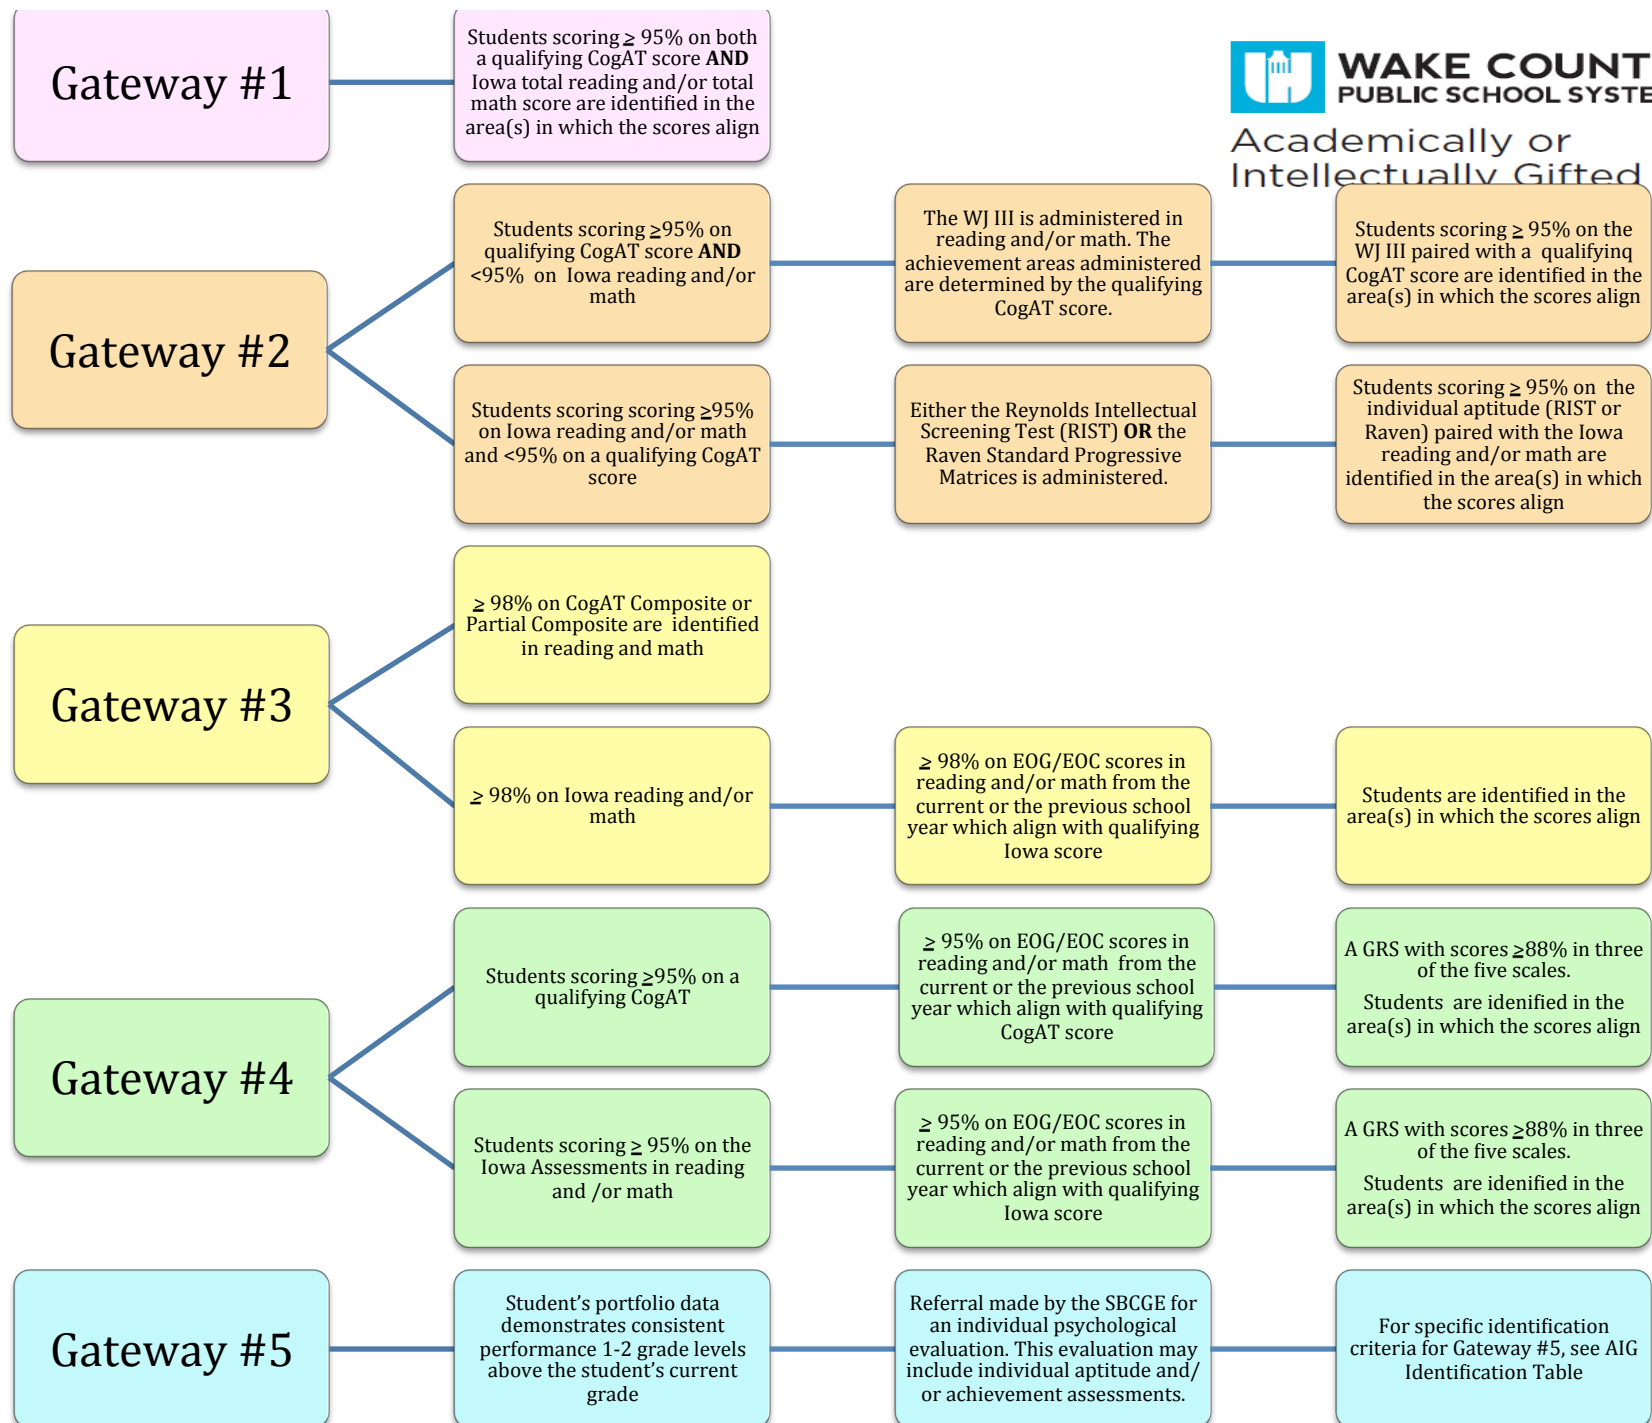 Gateway #1
Students scoring ≥ 95% on both
a qualifying CogAT score AND
Iowa total reading and/or total
math score are identified in the
area(s) in which the scores align
WAKE COUNT
PUBLIC SCHOOL SYSTE
Academically or
Intellectually Gifted
Gateway #2
Students scoring ≥95% on
qualifying CogAT score AND
<95% on Iowa reading and/or
math
The WJ III is administered in
reading and/or math. The
achievement areas administered
are determined by the qualifying
CogAT score.
Students scoring ≥ 95% on the
WJ III paired with a qualifying
CogAT score are identified in the
area(s) in which the scores align
Students scoring scoring ≥95%
on Iowa reading and/or math
and <95% on a qualifying CogAT
score
Either the Reynolds Intellectual
Screening Test (RIST) OR the
Raven Standard Progressive
Matrices is administered.
Students scoring ≥ 95% on the
individual aptitude (RIST or
Raven) paired with the Iowa
reading and/or math are
identified in the area(s) in which
the scores align
Gateway #3
≥ 98% on CogAT Composite or
Partial Composite are identified
in reading and math
≥ 98% on Iowa reading and/or
math
≥ 98% on EOG/EOC scores in
reading and/or math from the
current or the previous school
year which align with qualifying
Iowa score
Students are identified in the
area(s) in which the scores align
Gateway #4
Students scoring ≥95% on a
qualifying CogAT
≥ 95% on EOG/EOC scores in
reading and/or math from the
current or the previous school
year which align with qualifying
CogAT score
A GRS with scores ≥88% in three
of the five scales.
Students are idenified in the
area(s) in which the scores align
Students scoring ≥ 95% on the
Iowa Assessments in reading
and /or math
≥ 95% on EOG/EOC scores in
reading and/or math from the
current or the previous school
year which align with qualifying
Iowa score
A GRS with scores ≥88% in three
of the five scales.
Students are idenified in the
area(s) in which the scores align
Gateway #5
Student's portfolio data
demonstrates consistent
performance 1-2 grade levels
above the student's current
grade
Referral made by the SBCGE for
an individual psychological
evaluation. This evaluation may
include individual aptitude and/
or achievement assessments.
For specific identification
criteria for Gateway #5, see AIG
Identification Table